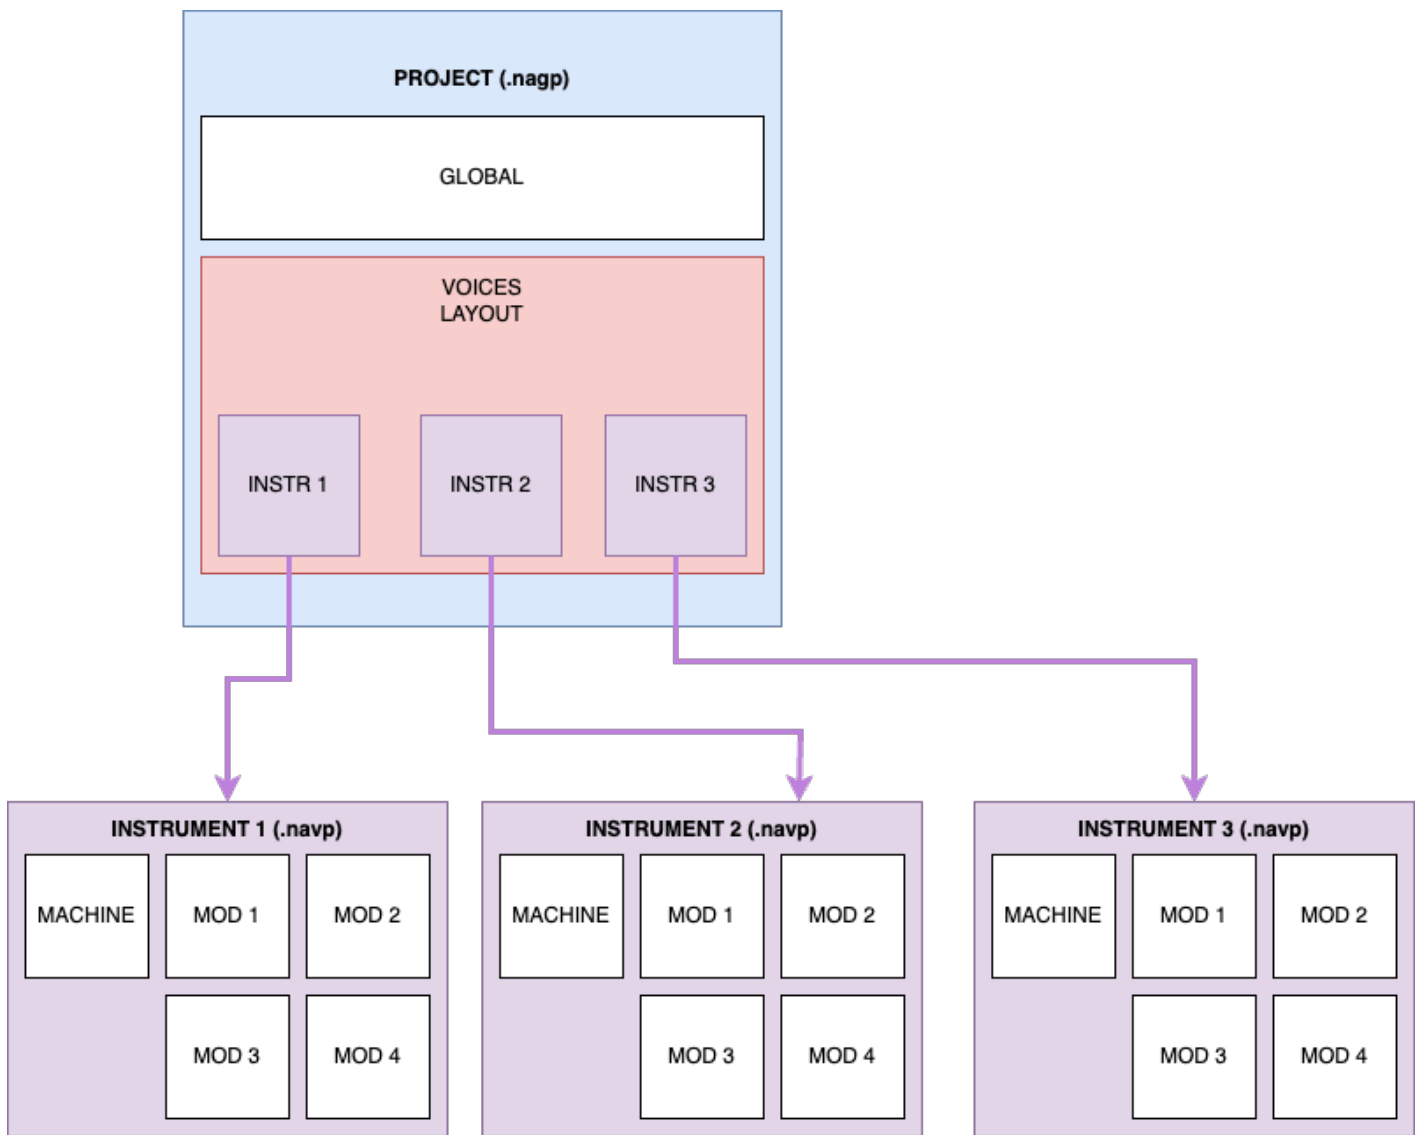 PROJECT (.nagp)
GLOBAL
VOICES
LAYOUT
INSTR 1
INSTR 2
INSTR 3
INSTRUMENT 1 (.navp)
MACHINE
MOD 1
MOD 2
MOD 3
MOD 4
INSTRUMENT 2 (.navp)
MACHINE
MOD 1
MOD 2
MOD 3
MOD 4
INSTRUMENT 3 (.navp)
MACHINE
MOD 1
MOD 2
MOD 3
MOD 4